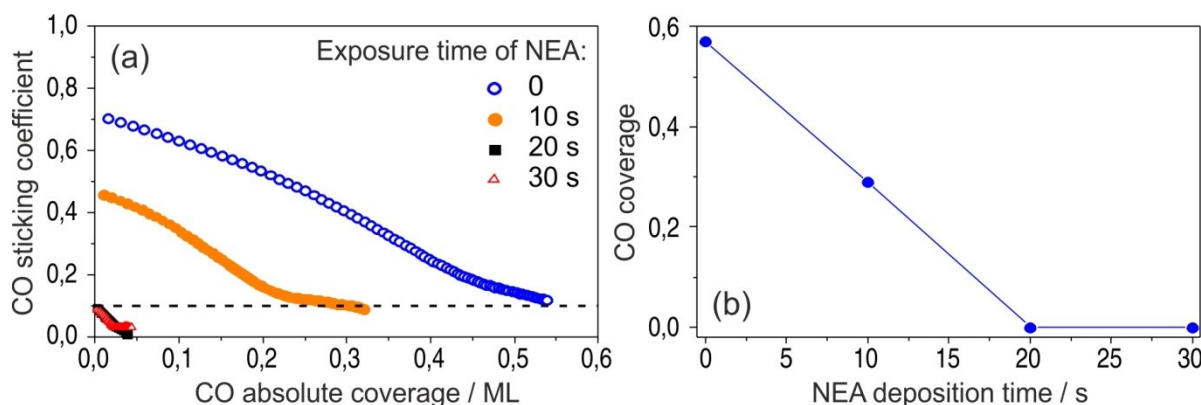 (a)
Exposure time of NEA:
0
10 s
20 s
30 s
CO sticking coefficient
1,0
0,8
0,6
0,4
0,2
0,0
0,0 0,1 0,2 0,3 0,4 0,5 0,6
CO absolute coverage / ML
CO coverage
0,6
0,4
0,2
0,0
(b)
0 5 10 15 20 25 30
NEA deposition time / s